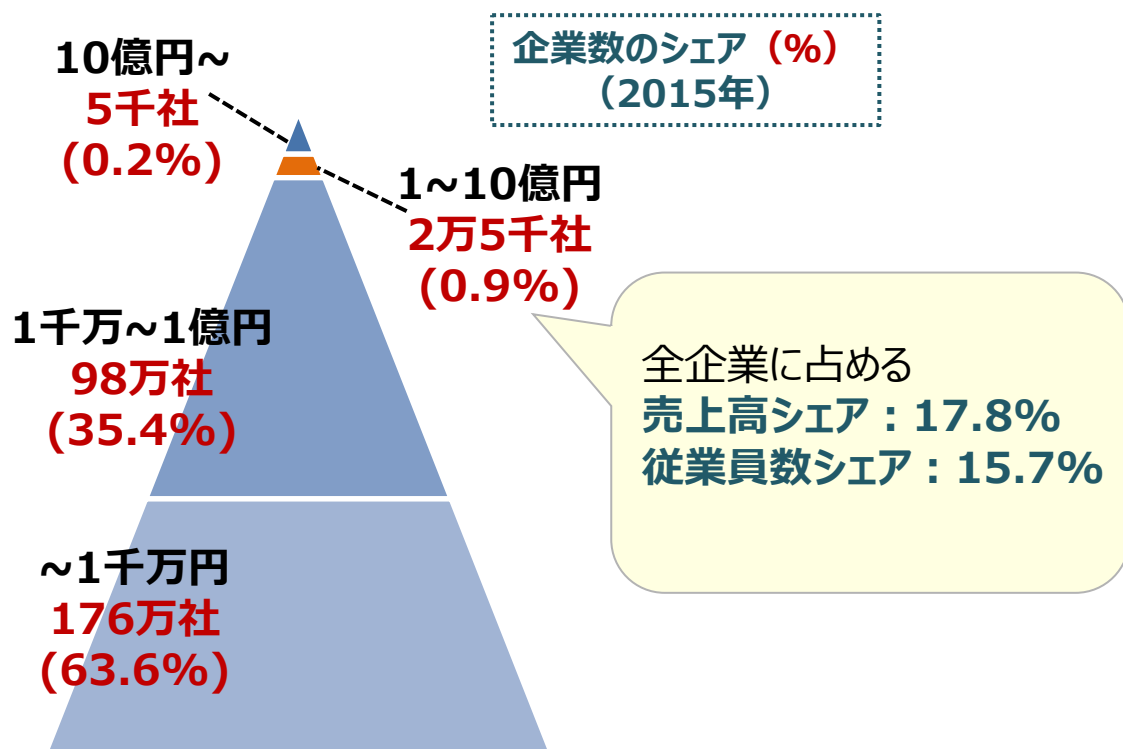 企業数のシェア（%）
（2015年）
10億円~
5千社
(0.2%)
1~10億円
2万5千社
(0.9%)
1千万~1億円
98万社
(35.4%)
~1千万円
176万社
(63.6%)
全企業に占める
売上高シェア：17.8%
従業員数シェア：15.7%